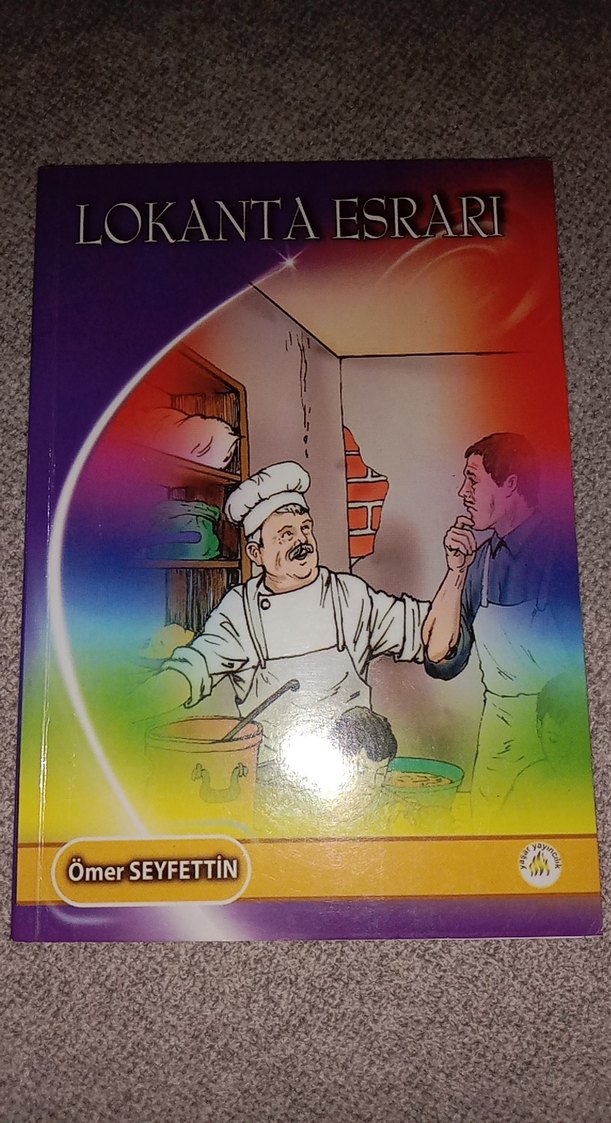 LOKANTA ESRARI
Ömer SEYFETTİN
yaşar yayıncılık